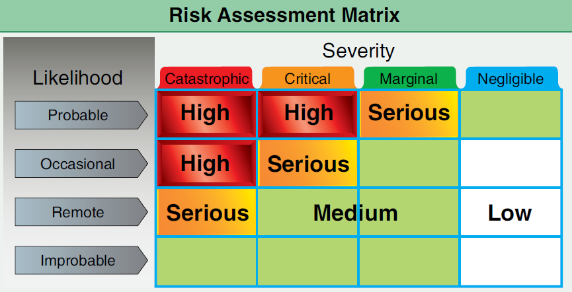 Risk Assessment Matrix
Severity
Likelihood
Catastrophic Critical Marginal Negligible
Probable High High Serious
Occasional High Serious
Remote Serious Medium Low
Improbable